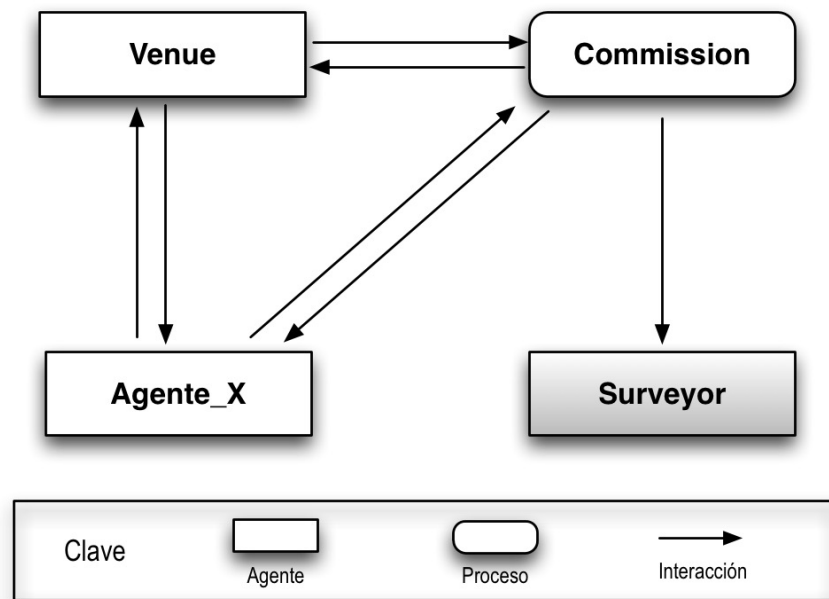 Venue
Commission
Agente_X
Surveyor
Clave
Agente
Proceso
Interacción